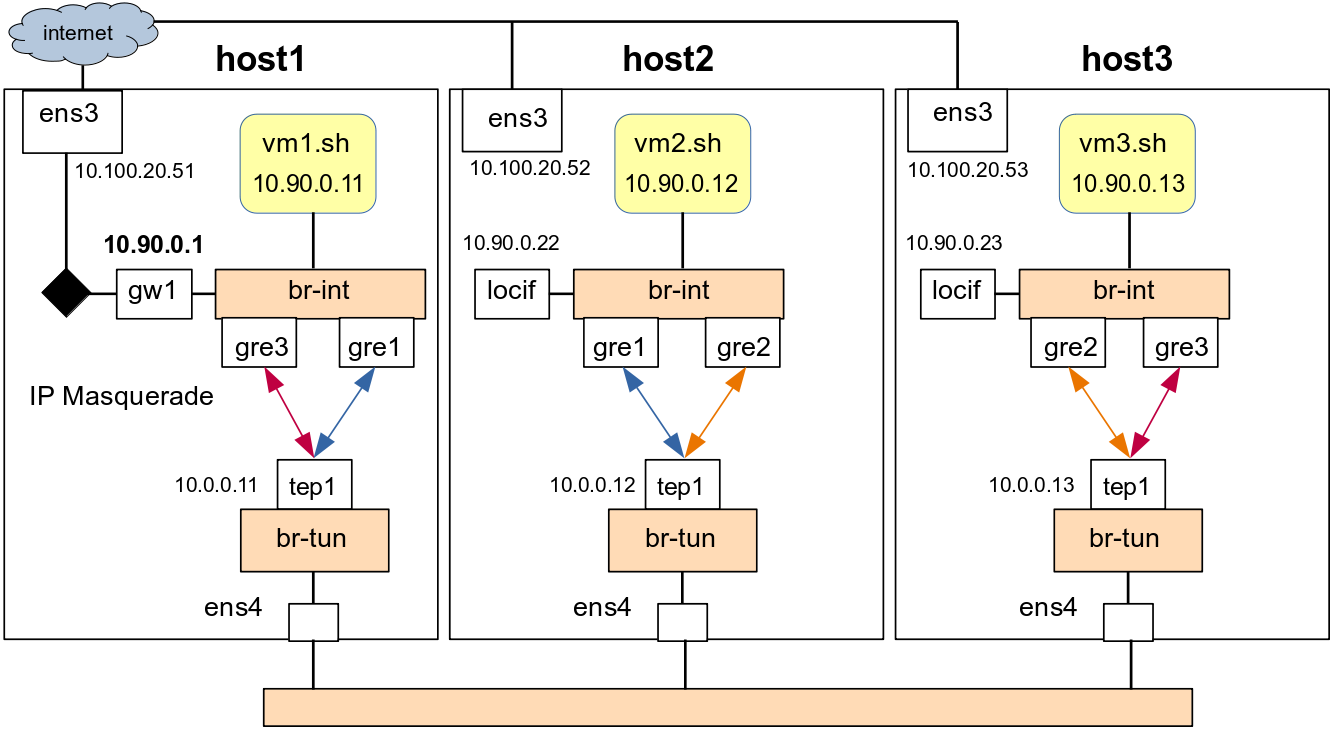 internet
host1
host2
host3
ens3
10.100.20.51
vm1.sh
10.90.0.11
10.90.0.1
gw1
br-int
gre3
gre1
IP Masquerade
10.0.0.11
tep1
br-tun
ens4
ens3
10.100.20.52
vm2.sh
10.90.0.12
10.90.0.22
locif
br-int
gre1
gre2
10.0.0.12
tep1
br-tun
ens4
ens3
10.100.20.53
vm3.sh
10.90.0.13
10.90.0.23
locif
br-int
gre2
gre3
10.0.0.13
tep1
br-tun
ens4